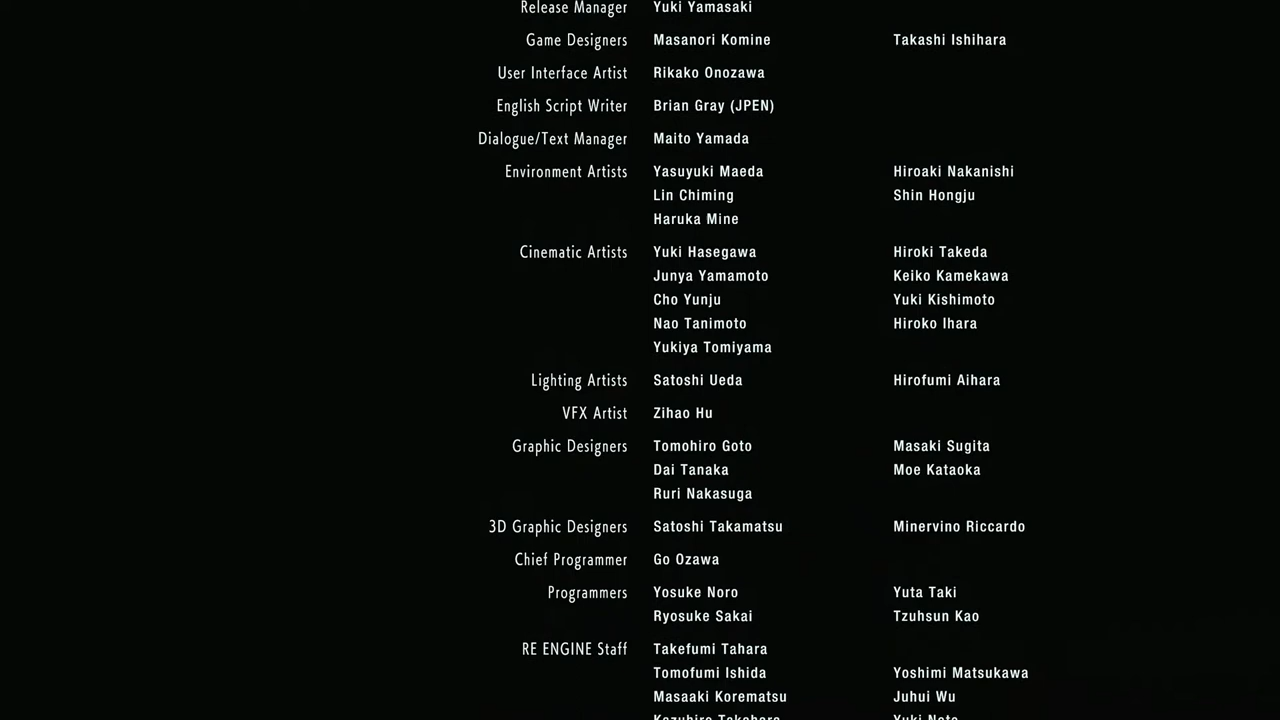 Release Manager Yuki Yamasaki
Game Designers Masanori Komine Takashi Ishihara
User Interface Artist Rikako Onozawa
English Script Writer Brian Gray (JPEN)
Dialogue/Text Manager Maito Yamada
Environment Artists Yasuyuki Maeda Hiroaki Nakanishi
Lin Chiming Shin Hongju
Haruka Mine
Cinematic Artists Yuki Hasegawa Hiroki Takeda
Junya Yamamoto Keiko Kamekawa
Cho Yunju Yuki Kishimoto
Nao Tanimoto Hiroko Ihara
Yukiya Tomiyama
Lighting Artists Satoshi Ueda Hirofumi Aihara
VFX Artist Zihao Hu
Graphic Designers Tomohiro Goto Masaki Sugita
Dai Tanaka Moe Kataoka
Ruri Nakasuga
3D Graphic Designers Satoshi Takamatsu Minervino Riccardo
Chief Programmer Go Ozawa
Programmers Yosuke Noro Yuta Taki
Ryosuke Sakai Tzuhsun Kao
RE ENGINE Staff Takefumi Tahara
Tomofumi Ishida Yoshimi Matsukawa
Masaaki Korematsu Juhui Wu
Yuki